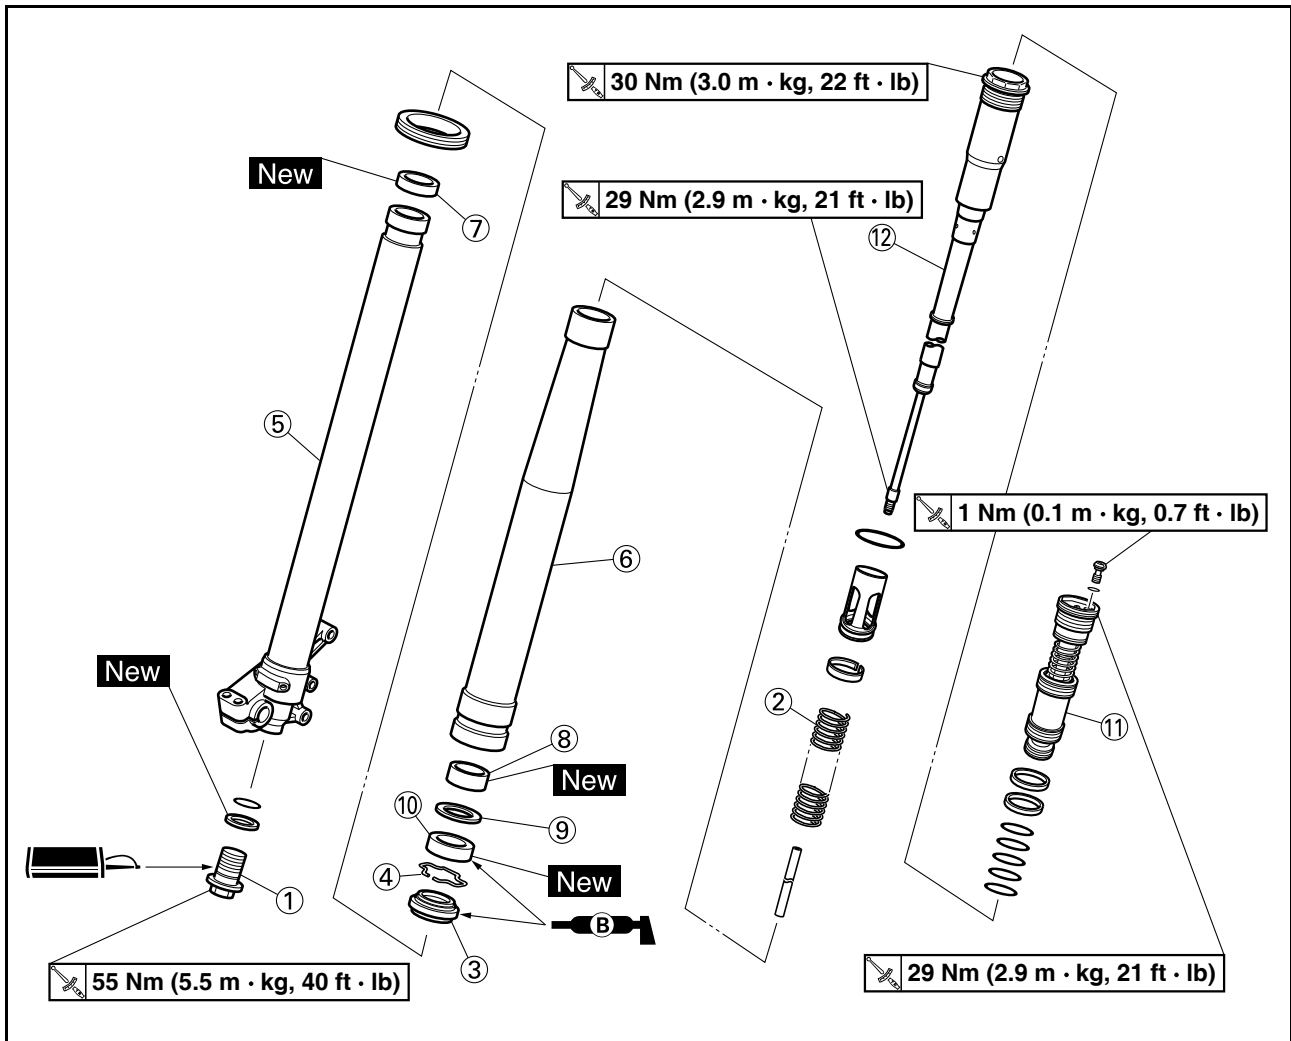 30 Nm (3.0 m · kg, 22 ft · lb)
New
29 Nm (2.9 m · kg, 21 ft · lb)
⑦
⑫
⑤
1 Nm (0.1 m · kg, 0.7 ft · lb)
⑥
New
②
⑪
⑧
New
⑩
⑨
④
New
①
B
③
55 Nm (5.5 m · kg, 40 ft · lb)
29 Nm (2.9 m · kg, 21 ft · lb)